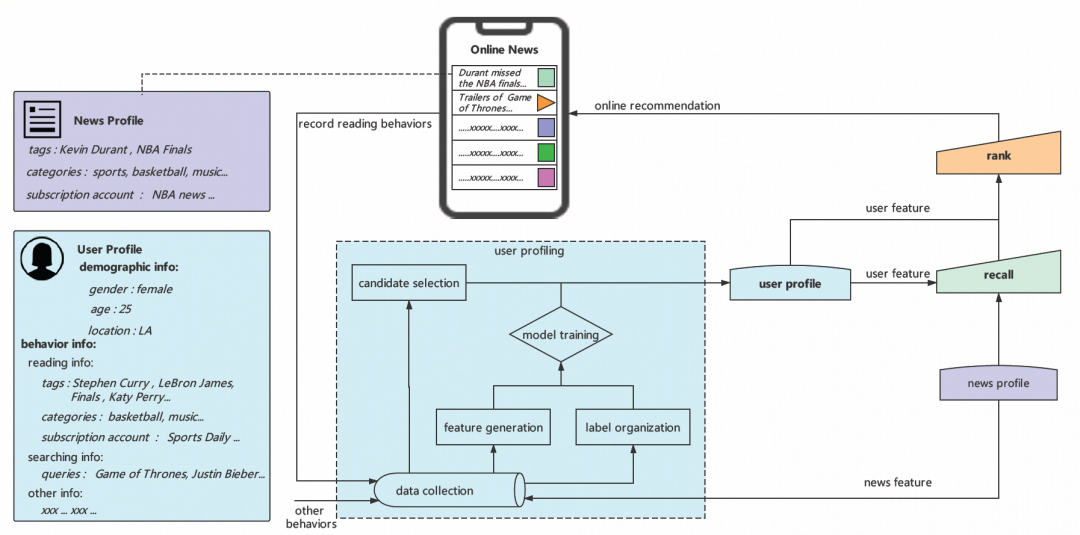 Online News
Durant missed
the NBA finals...
Trailers of Game
of Thrones...
.....xxxxx....xxxx...
.....xxxxx....xxxx...
.....xxxxx....xxxx...
online recommendation
record reading behaviors
News Profile
tags : Kevin Durant , NBA Finals
categories : sports, basketball, music...
subscription account : NBA news ...
User Profile
demographic info:
gender : female
age : 25
location : LA
behavior info:
reading info:
tags : Stephen Curry , LeBron James,
Finals , Katy Perry...
categories : basketball, music...
subscription account : Sports Daily ...
searching info:
queries : Game of Thrones, Justin Bieber...
other info:
xxx ... xxx ...
user profiling
candidate selection
model training
feature generation
label organization
data collection
other
behaviors
user profile
user feature
user feature
rank
recall
news profile
news feature